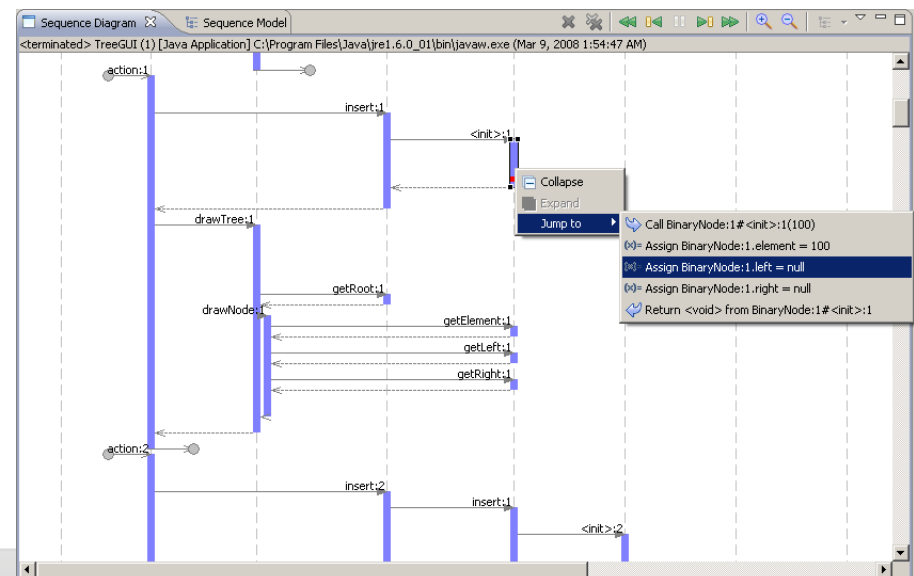 Sequence Diagram Sequence Model
<terminated> TreeGUI (1) [Java Application] C:\Program Files\Java\jre1.6.0_01\bin\javaw.exe (Mar 9, 2008 1:54:47 AM)
action:1
insert:1
<init>:1
Collapse
Expand
drawTree:1
Jump to
Call BinaryNode:1#<init>:1(100)
(x)= Assign BinaryNode:1.element = 100
(x)= Assign BinaryNode:1.left = null
getRoot:1
(x)= Assign BinaryNode:1.right = null
drawNode:1
Return <void> from BinaryNode:1#<init>:1
getElement:1
getLeft:1
getRight:1
action:2
insert:2
insert:1
<init>:2